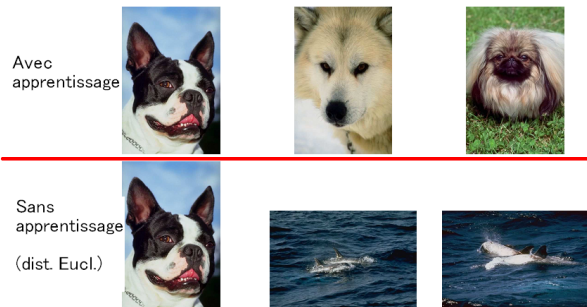 Avec
apprentissage
Sans
apprentissage
(dist. Eucl.)